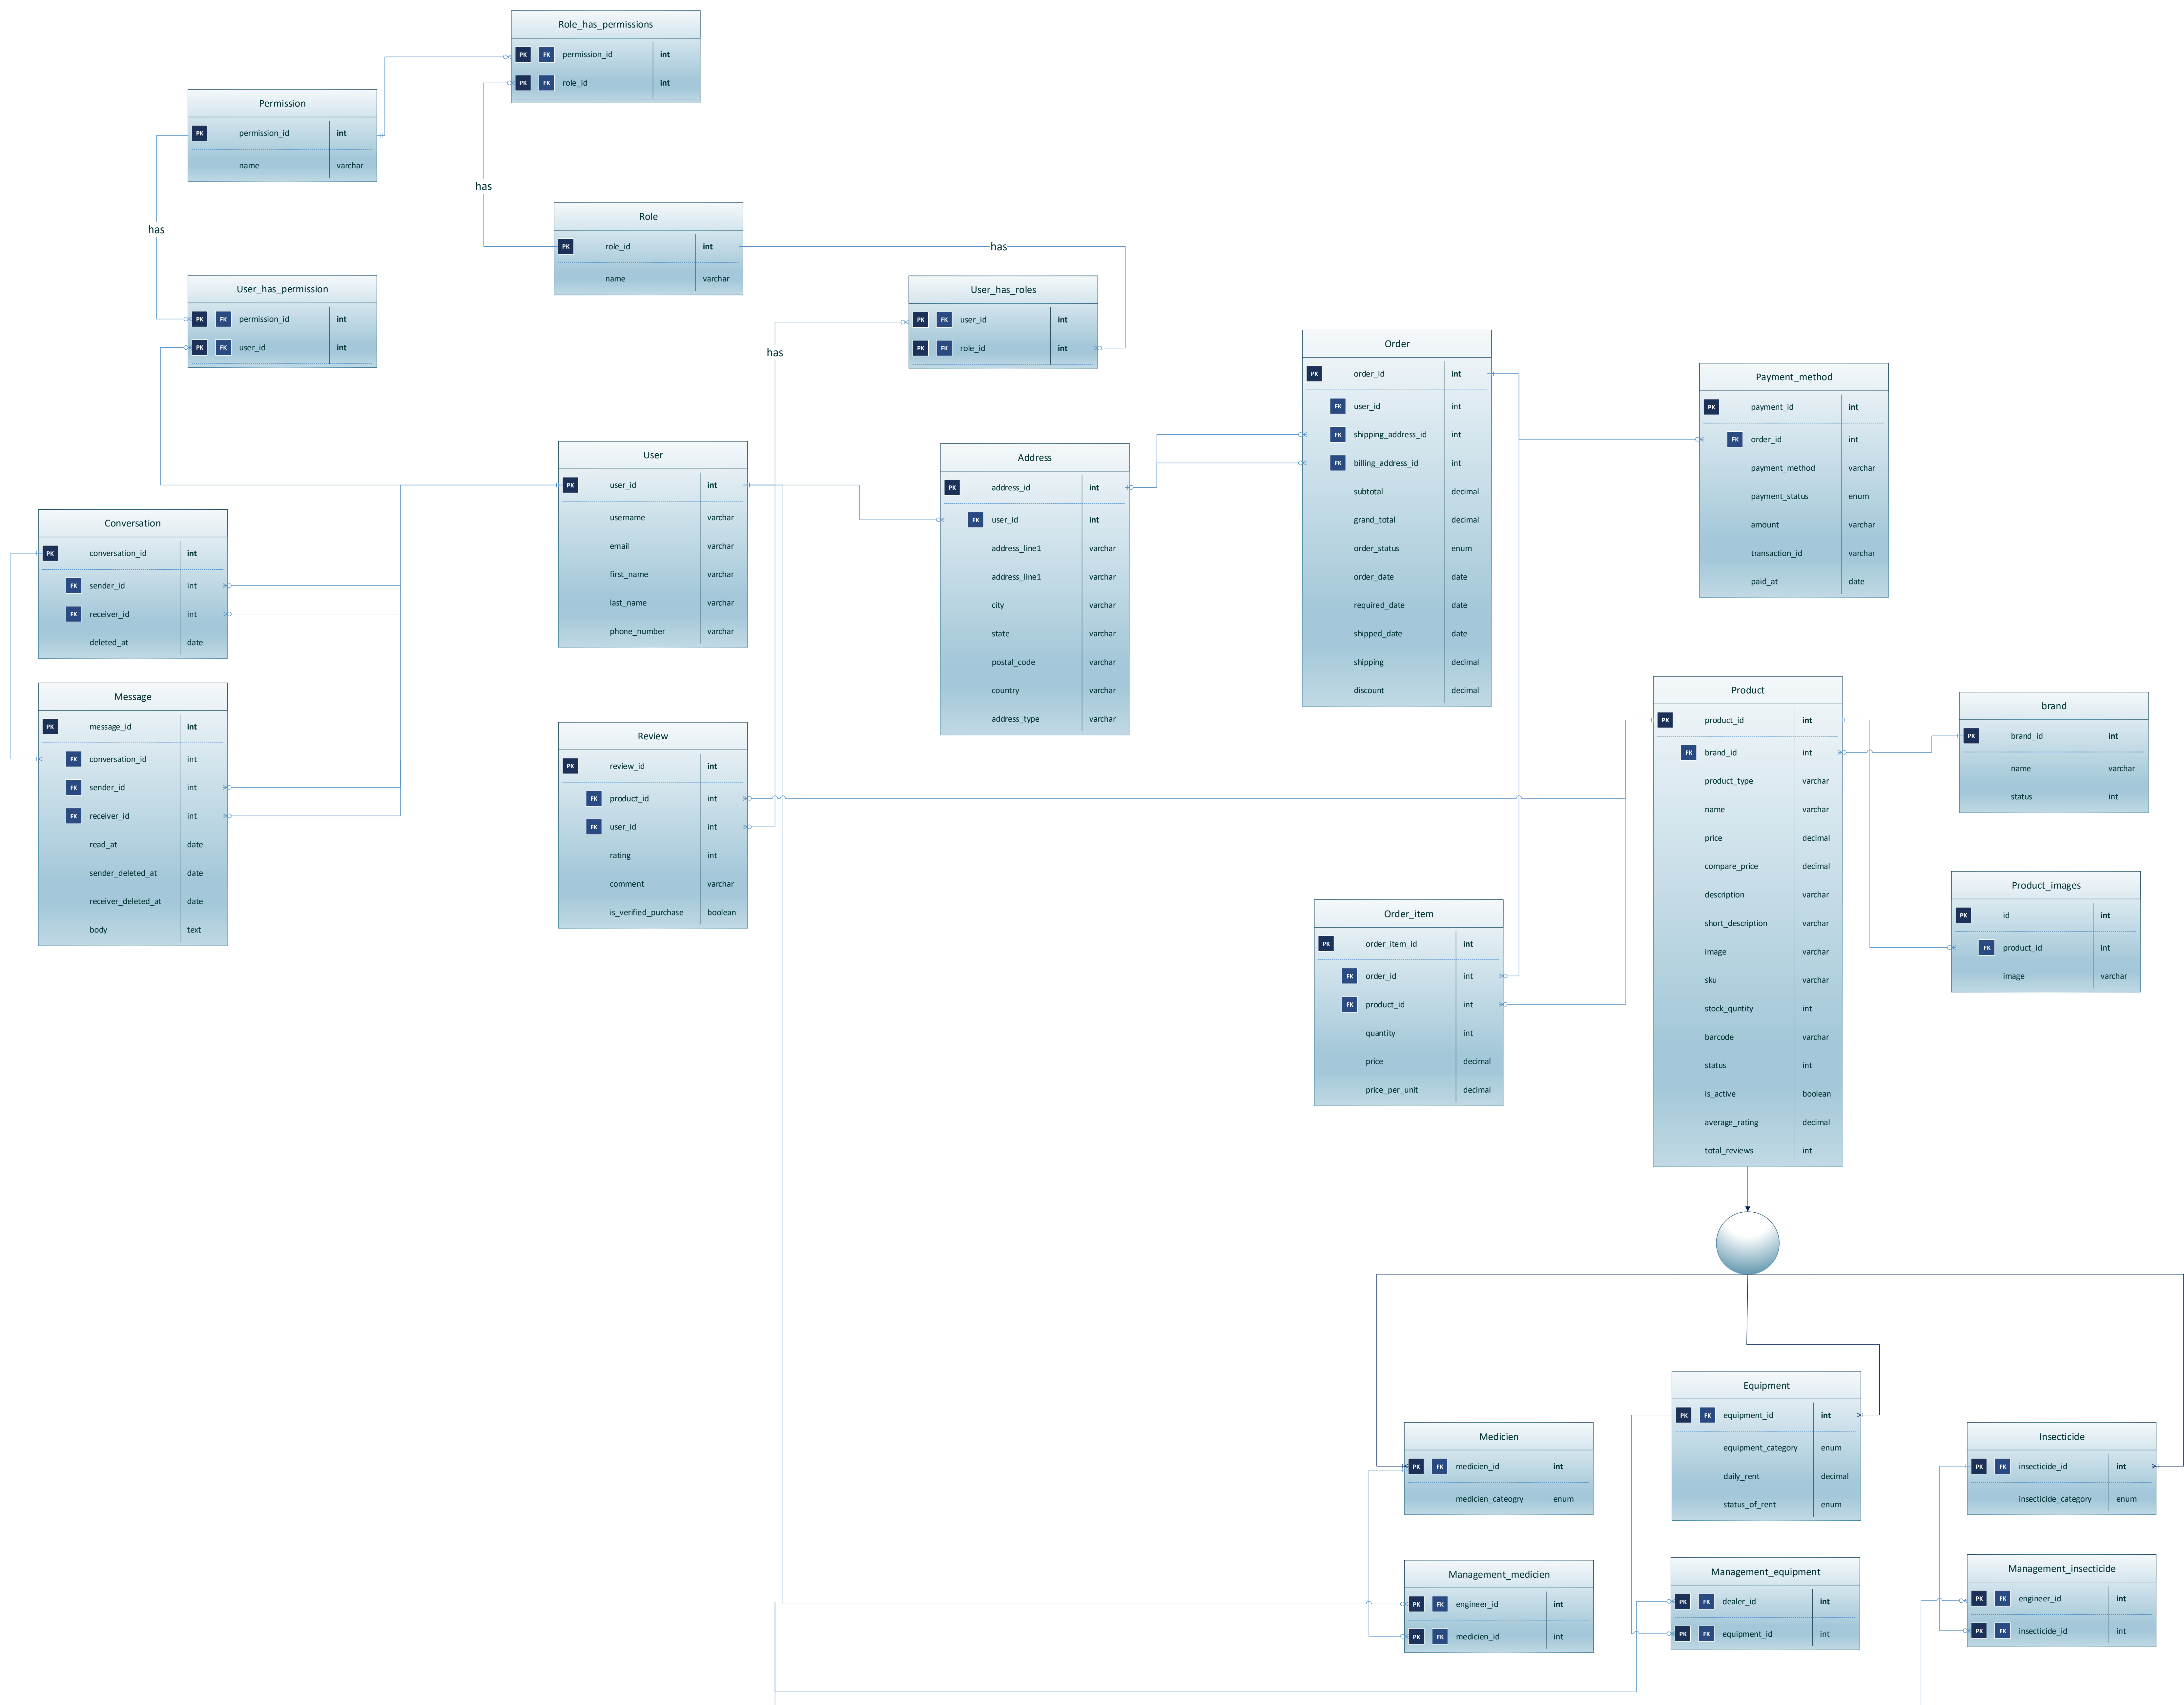 Role_has_permissions
PK FK permission_id int
PK FK role_id int
Permission
PK permission_id int
name varchar
has
has
Role
PK role_id int
name varchar
has
User_has_permission
PK FK permission_id int
PK FK user_id int
User_has_roles
PK FK user_id int
PK FK role_id int
has
Order
PK order_id int
FK user_id int
FK shipping_address_id int
FK billing_address_id int
subtotal decimal
grand_total decimal
order_status enum
order_date date
required_date date
shipped_date date
shipping decimal
discount decimal
Payment_method
PK payment_id int
FK order_id int
payment_method varchar
payment_status enum
amount varchar
transaction_id varchar
paid_at date
User
PK user_id int
username varchar
email varchar
first_name varchar
last_name varchar
phone_number varchar
Address
PK address_id int
FK user_id int
address_line1 varchar
address_line1 varchar
city varchar
state varchar
postal_code varchar
country varchar
address_type varchar
Conversation
PK conversation_id int
FK sender_id int
FK receiver_id int
deleted_at date
Message
PK message_id int
FK conversation_id int
FK sender_id int
FK receiver_id int
read_at date
sender_deleted_at date
receiver_deleted_at date
body text
Review
PK review_id int
FK product_id int
FK user_id int
rating int
comment varchar
is_verified_purchase boolean
Product
PK product_id int
FK brand_id int
product_type varchar
name varchar
price decimal
compare_price decimal
description varchar
short_description varchar
image varchar
sku varchar
stock_quntity int
barcode varchar
status int
is_active boolean
average_rating decimal
total_reviews int
brand
PK brand_id int
name varchar
status int
Product_images
PK id int
FK product_id int
image varchar
Order_item
PK order_item_id int
FK order_id int
FK product_id int
quantity int
price decimal
price_per_unit decimal
Equipment
PK FK equipment_id int
equipment_category enum
daily_rent decimal
status_of_rent enum
Medicien
PK FK medicien_id int
medicien_cateogry enum
Insecticide
PK FK insecticide_id int
insecticide_category enum
Management_medicien
PK FK engineer_id int
PK FK medicien_id int
Management_equipment
PK FK dealer_id int
PK FK equipment_id int
Management_insecticide
PK FK engineer_id int
PK FK insecticide_id int